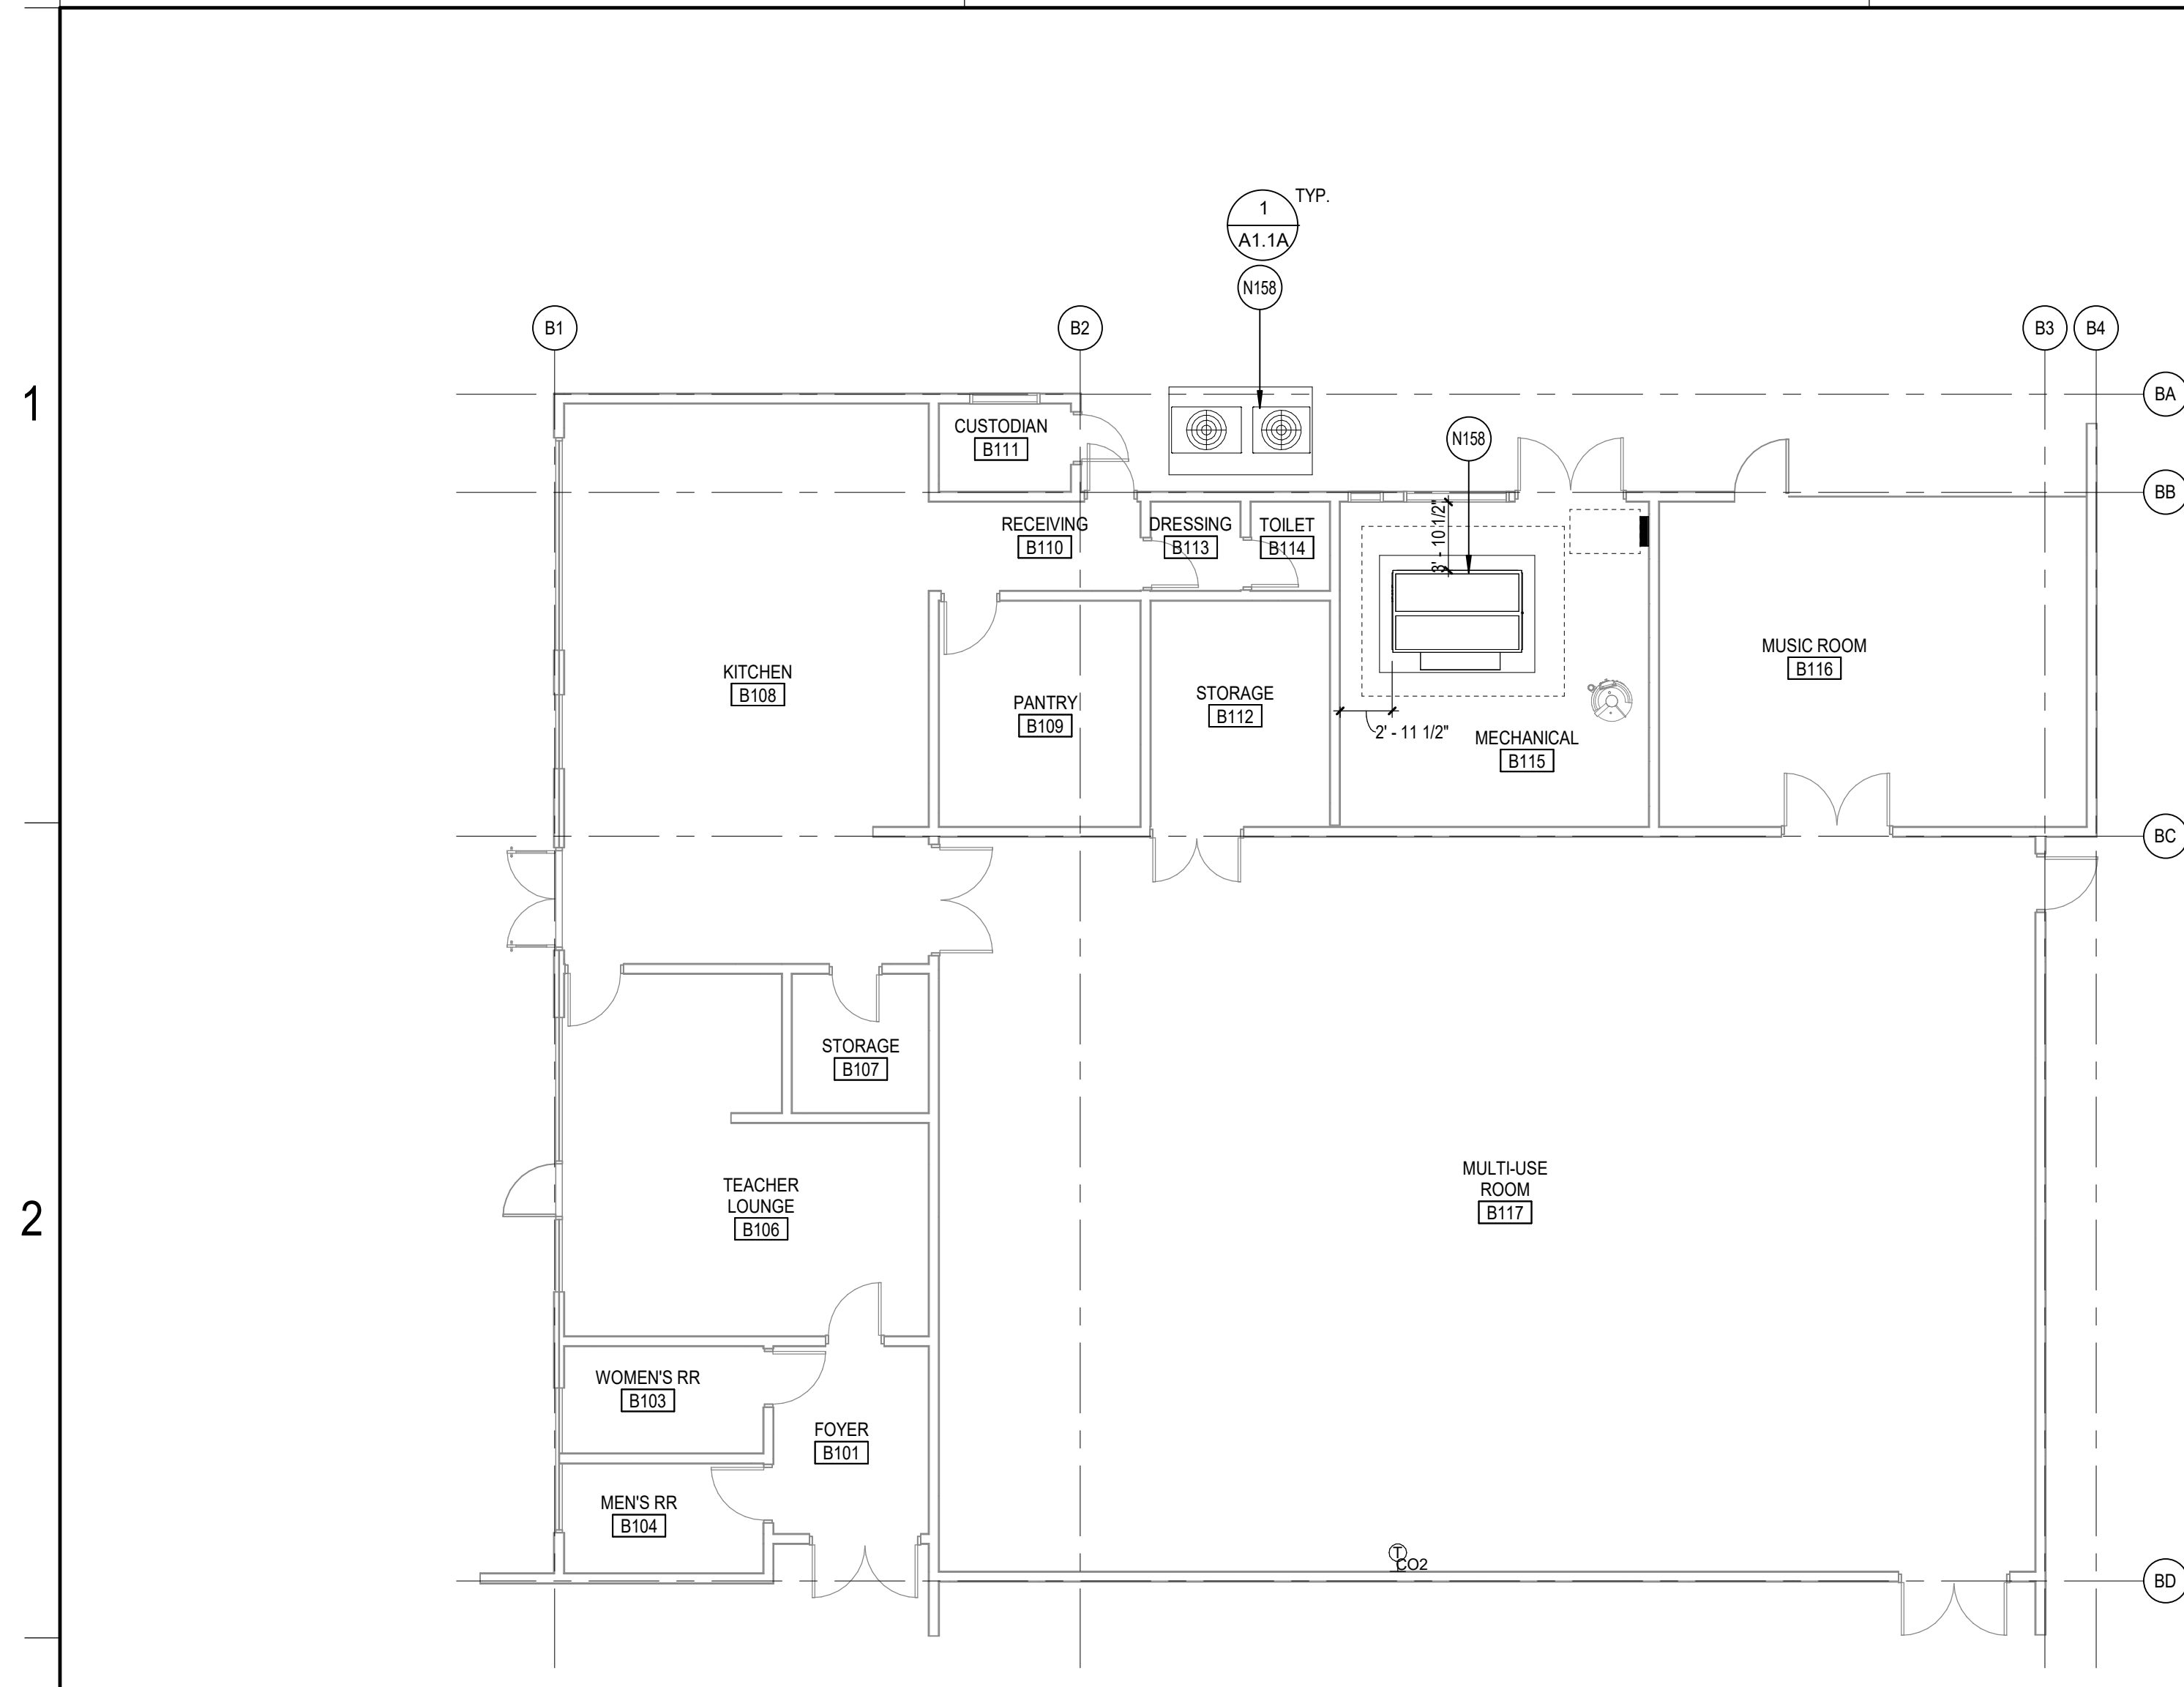 TYP.
1
A1.1A
N158
B1
B2
B3
B4
1
BA
CUSTODIAN
B111
N158
BB
RECEIVING
B110
DRESSING
B113
TOILET
B114
3' - 10 1/2"
MUSIC ROOM
B116
KITCHEN
B108
PANTRY
B109
STORAGE
B112
2' - 11 1/2"
MECHANICAL
B115
BC
STORAGE
B107
MULTI-USE
ROOM
B117
TEACHER
LOUNGE
B106
2
WOMEN'S RR
B103
FOYER
B101
MEN'S RR
B104
T
CO2
BD